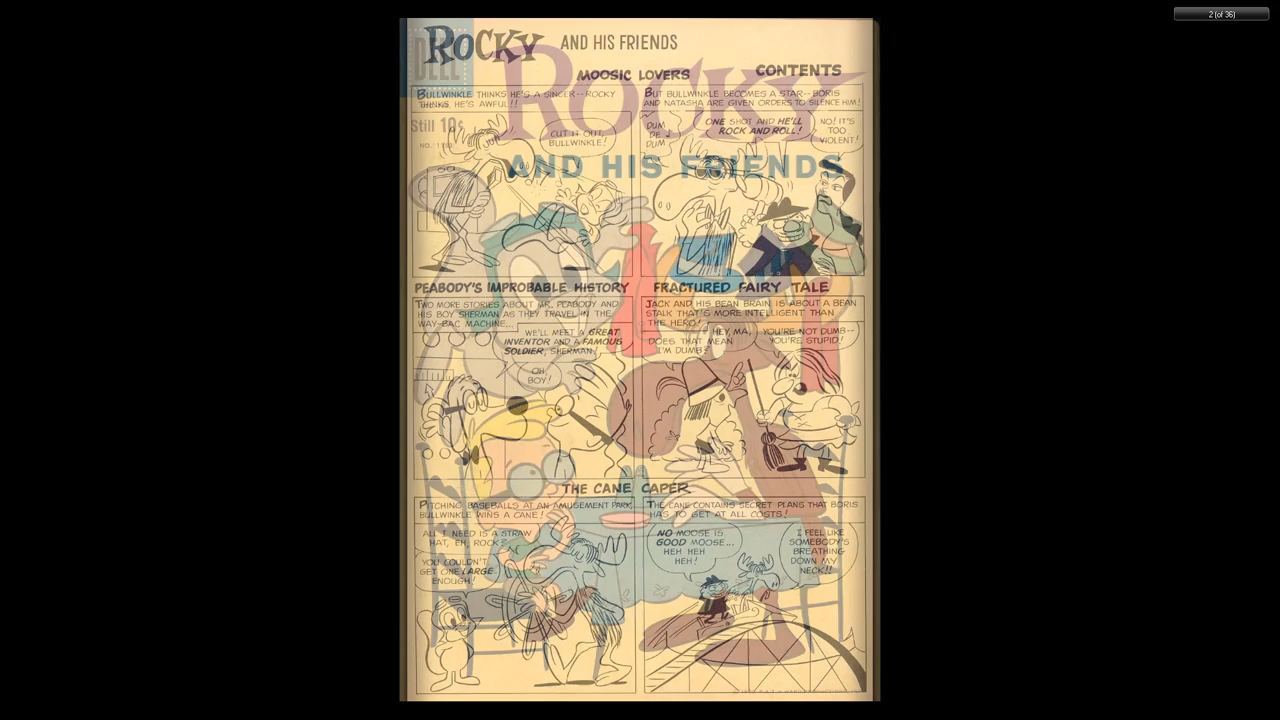 2 (of 36)
ROCKY AND HIS FRIENDS
DELL
ROCKY
AND HIS FRIENDS
Still 10¢
MOOSIC LOVERS
CONTENTS
BULLWINKLE THINKS HE'S A SINGER--ROCKY
THINKS HE'S AWFUL!!
CUT IT OUT,
BULLWINKLE!
BUT BULLWINKLE BECOMES A STAR--BORIS
AND NATASHA ARE GIVEN ORDERS TO SILENCE HIM!
DUM
DE
DUM
ONE SHOT AND HE'LL
ROCK AND ROLL!
NO! IT'S
TOO
VIOLENT!
PEABODY'S IMPROBABLE HISTORY
TWO MORE STORIES ABOUT MR. PEABODY AND
HIS BOY SHERMAN AS THEY TRAVEL IN THE
WAY-BAC MACHINE...
WE'LL MEET A GREAT
INVENTOR AND A FAMOUS
SOLDIER, SHERMAN!
OH
BOY!
FRACTURED FAIRY TALE
JACK AND HIS BEAN BRAIN IS ABOUT A BEAN
STALK THAT'S MORE INTELLIGENT THAN
THE HERO!
HEY, MA,
DOES THAT MEAN
I'M DUMB?
YOU'RE NOT DUMB--
YOU'RE STUPID!
THE CANE CAPER
PITCHING BASEBALLS AT AN AMUSEMENT PARK,
BULLWINKLE WINS A CANE!
ALL I NEED IS A STRAW
HAT, EH, ROCK?
YOU COULDN'T
GET ONE LARGE
ENOUGH!
THE CANE CONTAINS SECRET PLANS THAT BORIS
HAS TO GET AT ALL COSTS!
NO MOOSE IS
GOOD MOOSE...
HEH HEH
HEH!
I FEEL LIKE
SOMEBODY'S
BREATHING
DOWN MY
NECK!!